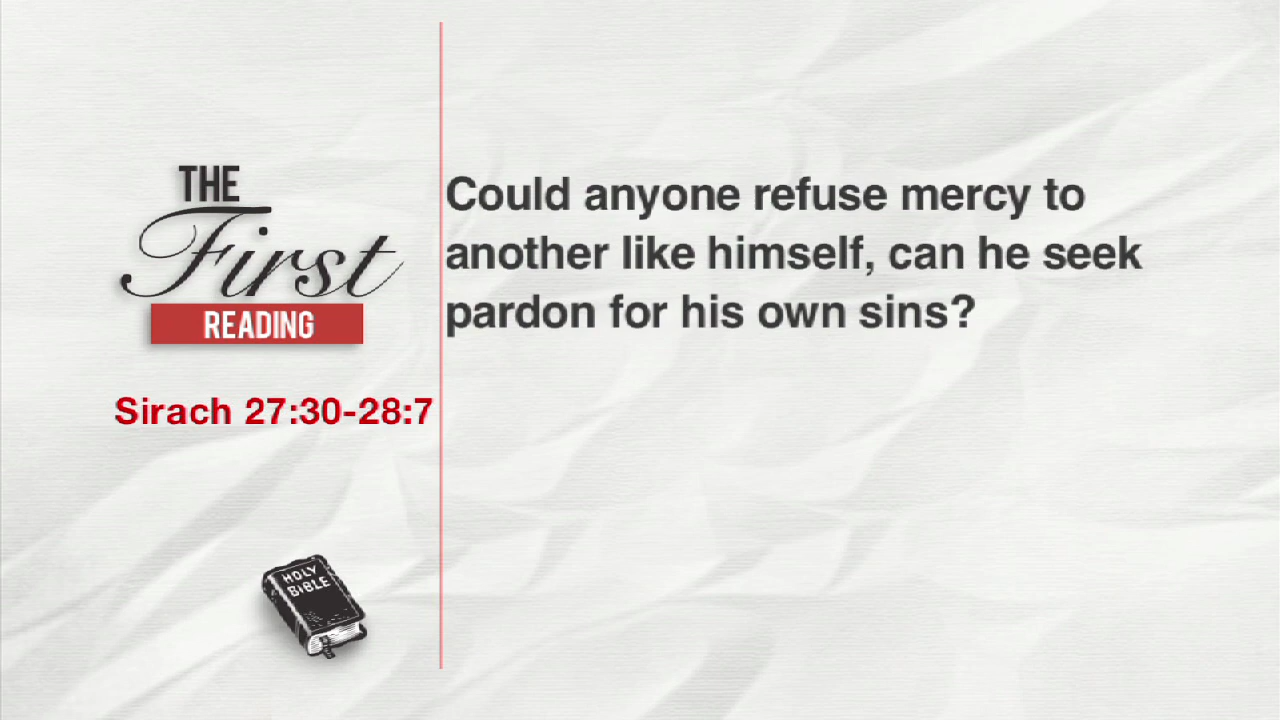 THE
First
READING
Sirach 27:30-28:7
HOLY
BIBLE
Could anyone refuse mercy to
another like himself, can he seek
pardon for his own sins?